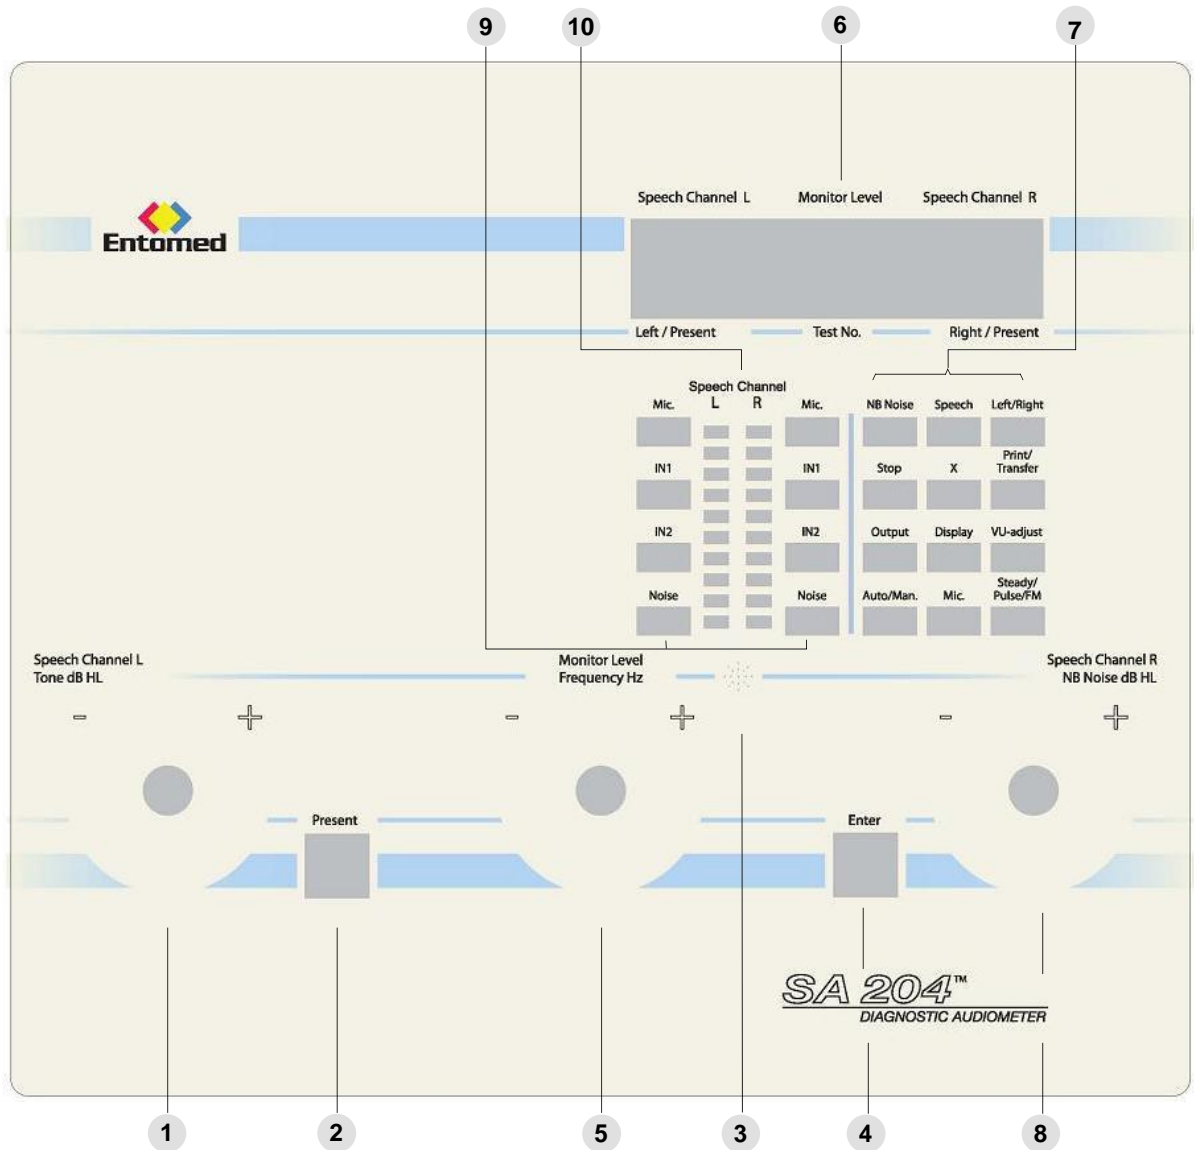 9 10 6 7
Speech Channel L Monitor Level Speech Channel R
Entomed
Left / Present Test No. Right / Present
Speech Channel
Mic. L R Mic. NB Noise Speech Left/Right
IN1 IN1 Stop X Print/
Transfer
IN2 IN2 Output Display VU-adjust
Noise Noise Auto/Man. Mic. Steady/
Pulse/FM
Speech Channel L Monitor Level Speech Channel R
Tone dB HL Frequency Hz NB Noise dB HL
- + - + - +
Present Enter
SA 204™
DIAGNOSTIC AUDIOMETER
1 2 5 3 4 8